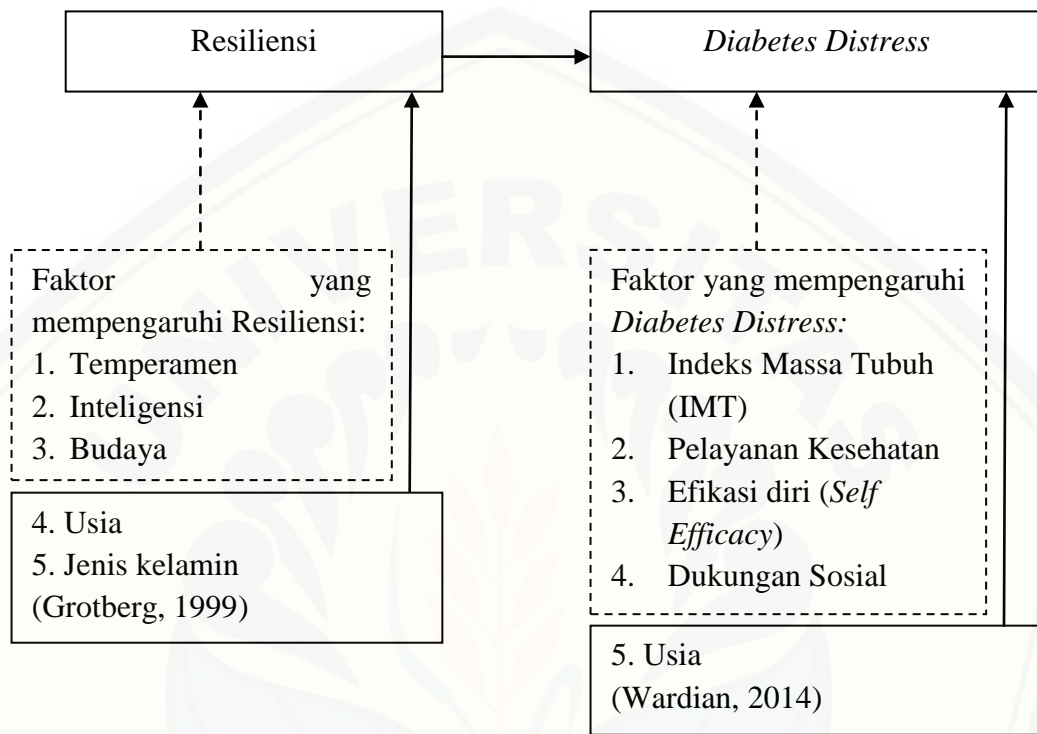 Resiliensi
Diabetes Distress
UNIVERSITAS
Faktor yang
mempengaruhi Resiliensi:
1. Temperamen
2. Inteligensi
3. Budaya
4. Usia
5. Jenis kelamin
(Grotberg, 1999)
Faktor yang mempengaruhi
Diabetes Distress:
1. Indeks Massa Tubuh
(IMT)
2. Pelayanan Kesehatan
3. Efikasi diri (Self
Efficacy)
4. Dukungan Sosial
5. Usia
(Wardian, 2014)